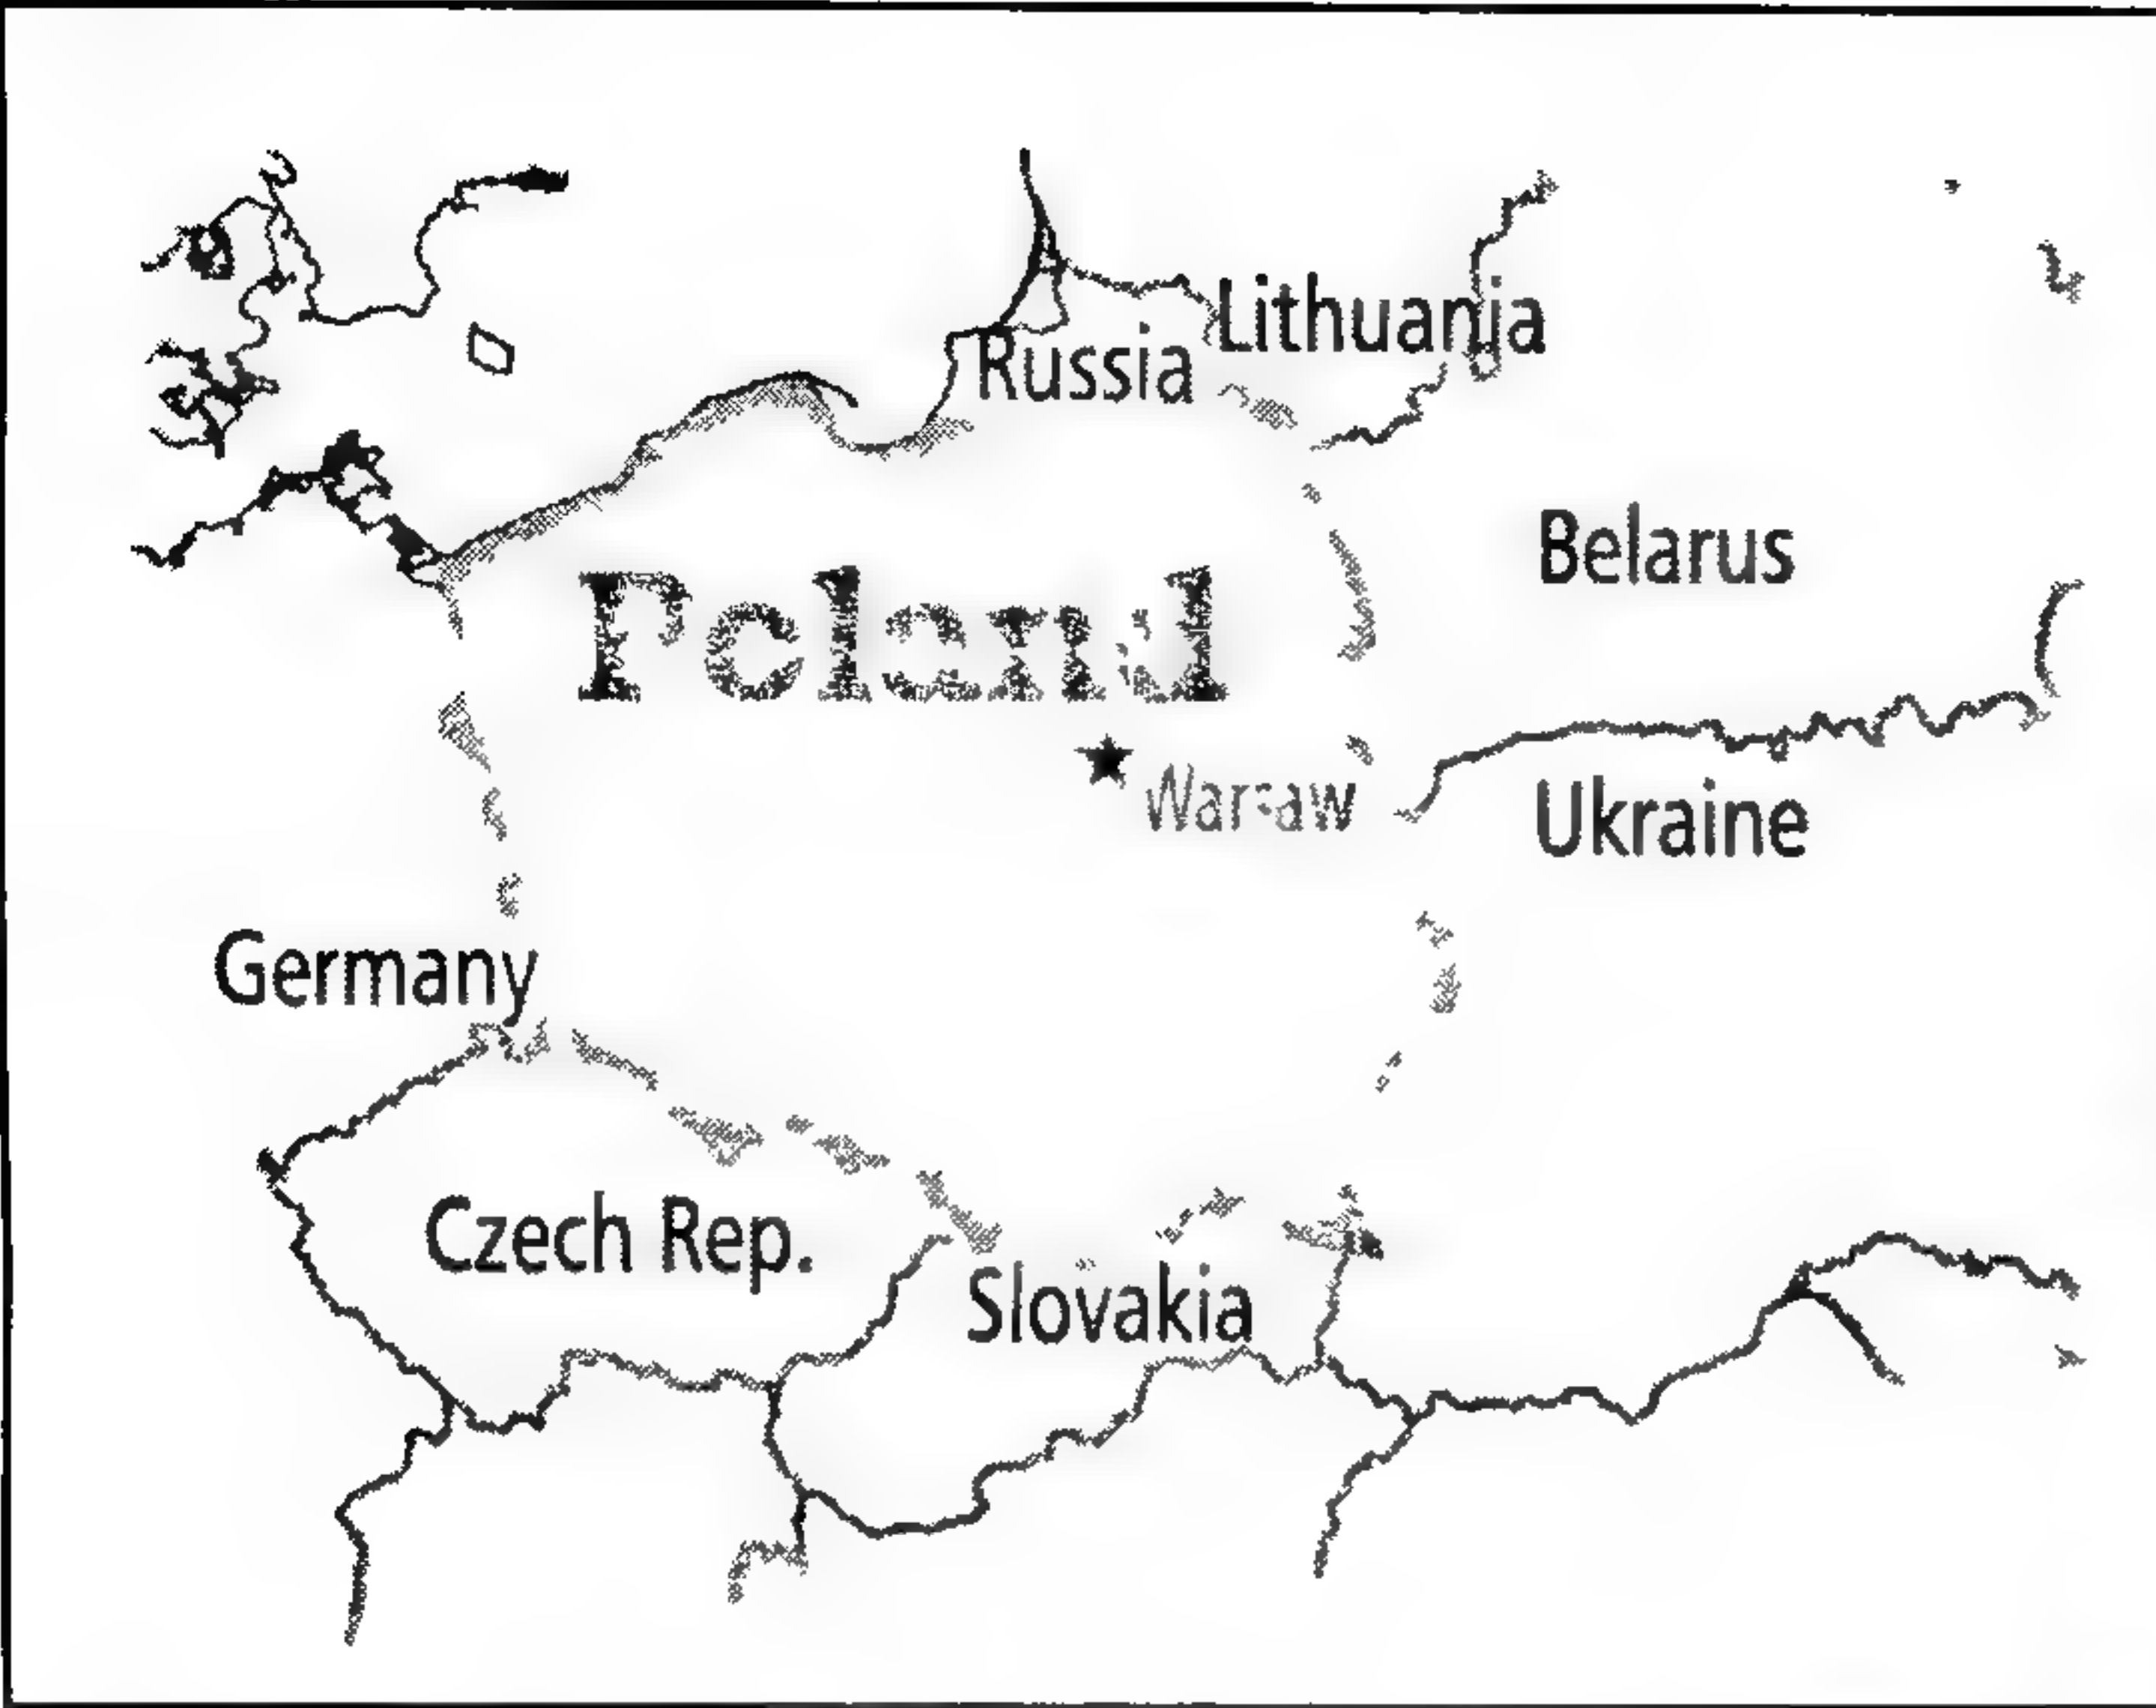 Lithuania
Russia
Belarus
Poland
Warsaw
Ukraine
Germany
Czech Rep.
Slovakia